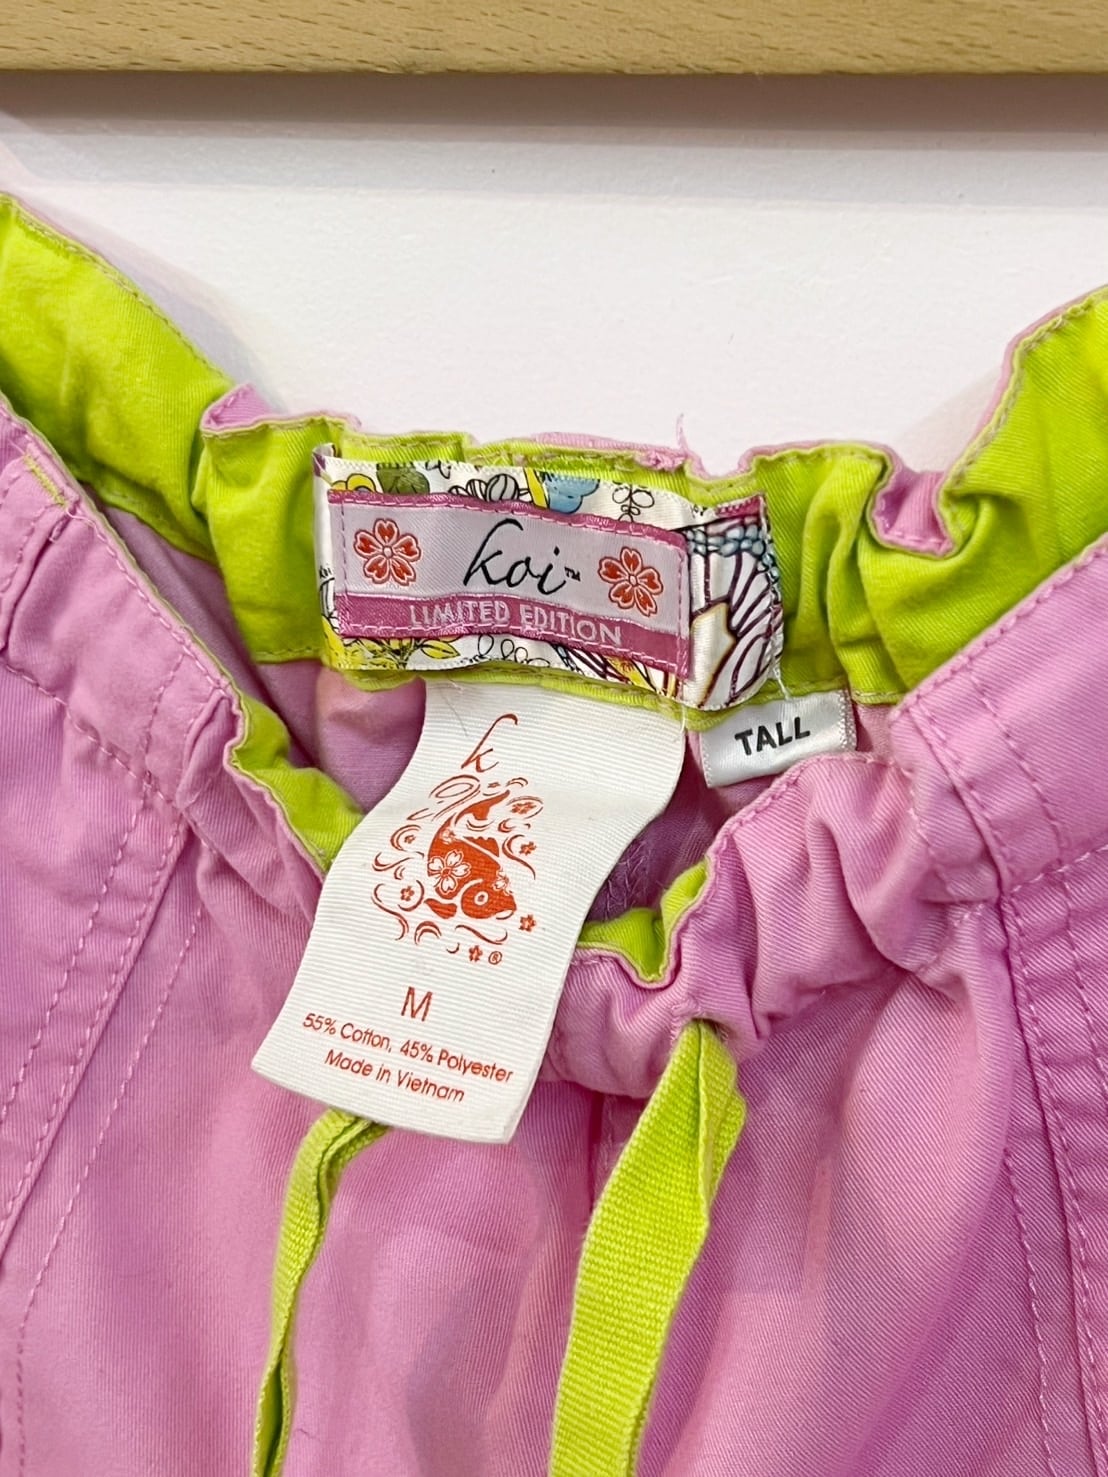 koi™
LIMITED EDITION
TALL
k
®
M
55% Cotton, 45% Polyester
Made in Vietnam